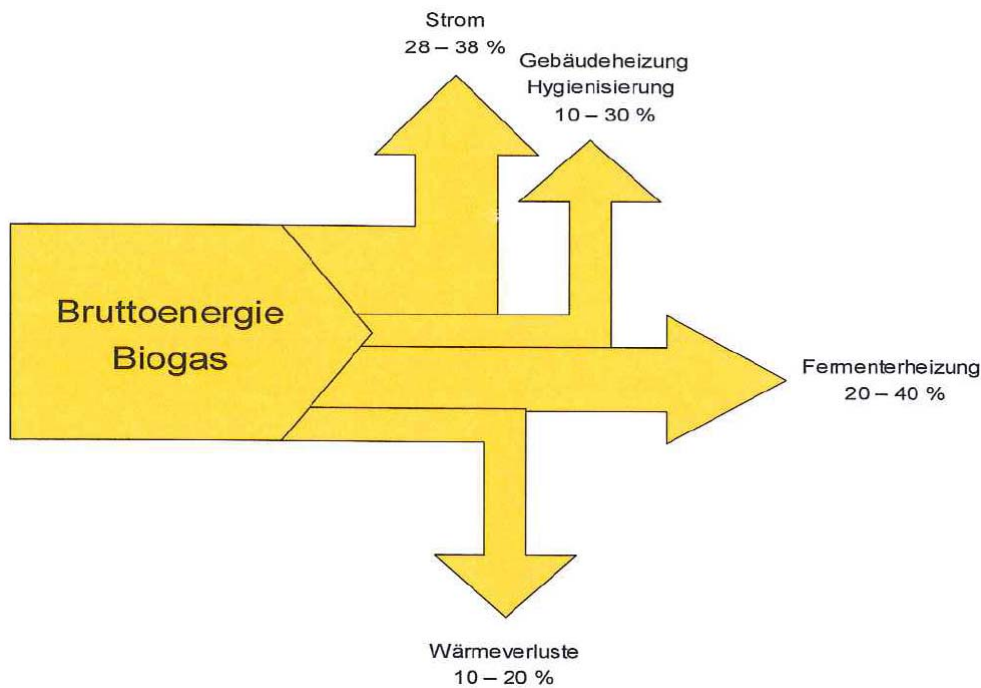 Strom
28 – 38 %
Gebäudeheizung
Hygienisierung
10 – 30 %
Bruttoenergie
Biogas
Fermenterheizung
20 – 40 %
Wärmeverluste
10 – 20 %